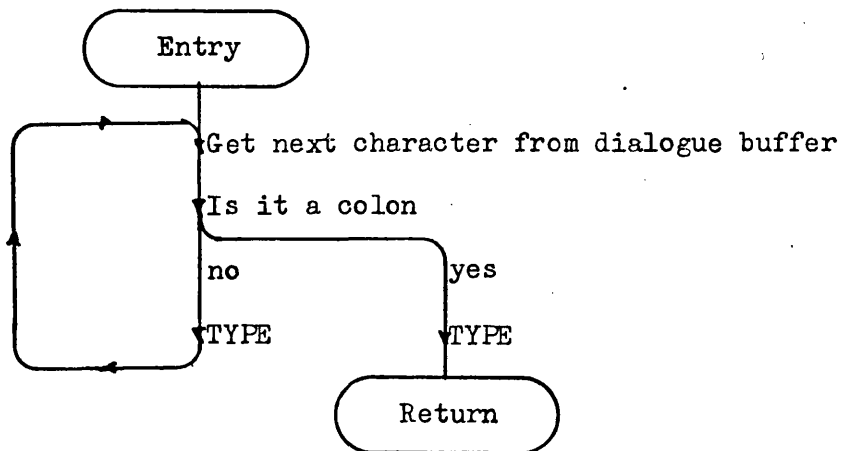 Entry
Get next character from dialogue buffer
Is it a colon
no
yes
TYPE
TYPE
Return